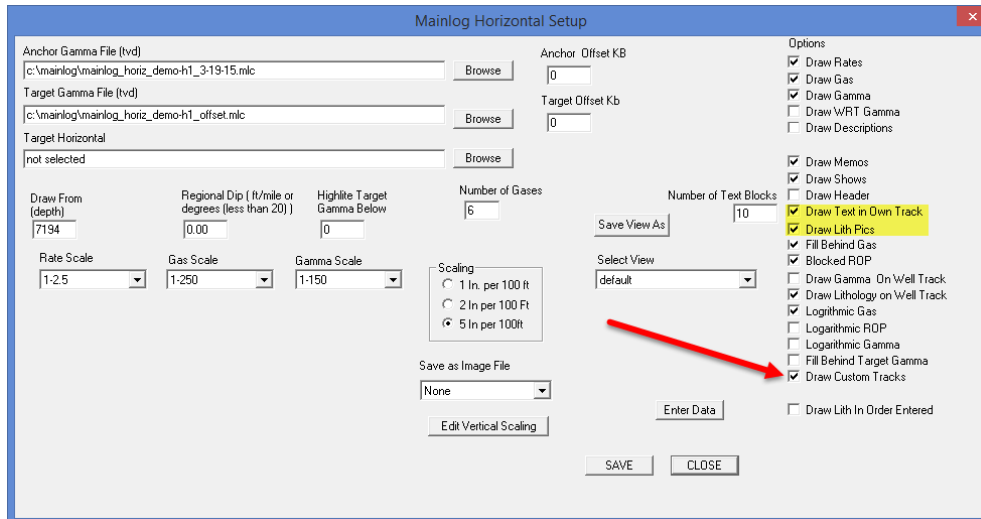 Mainlog Horizontal Setup
x
Anchor Gamma File (tvd)
c:\mainlog\mainlog_horiz_demo-h1_3-19-15.mlc
Browse
Anchor Offset KB
0
Target Gamma File (tvd)
c:\mainlog\mainlog_horiz_demo-h1_offset.mlc
Browse
Target Offset Kb
0
Target Horizontal
not selected
Browse
Draw From
(depth)
7194
Regional Dip ( ft/mile or
degrees (less than 20) )
0.00
Highlite Target
Gamma Below
0
Number of Gases
6
Number of Text Blocks
10
Save View As
Rate Scale
1-2.5
Gas Scale
1-250
Gamma Scale
1-150
Scaling
1 In. per 100 ft
2 In per 100 Ft
5 In per 100ft
Select View
default
Save as Image File
None
Edit Vertical Scaling
Enter Data
SAVE
CLOSE
Options
Draw Rates
Draw Gas
Draw Gamma
Draw WRT Gamma
Draw Descriptions
Draw Memos
Draw Shows
Draw Header
Draw Text in Own Track
Draw Lith Pics
Fill Behind Gas
Blocked ROP
Draw Gamma On Well Track
Draw Lithology on Well Track
Logrithmic Gas
Logarithmic ROP
Logarithmic Gamma
Fill Behind Target Gamma
Draw Custom Tracks
Draw Lith In Order Entered